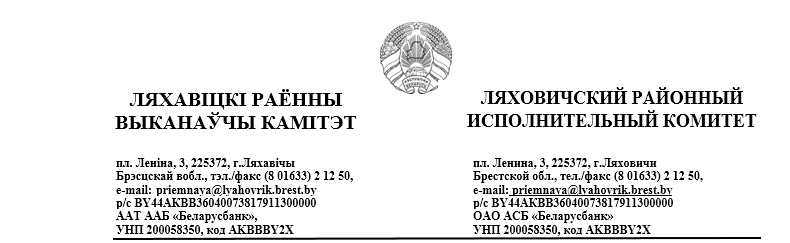 ЛЯХАВІЦКІ РАЁННЫ
ВЫКАНАЎЧЫ КАМІТЭТ
пл. Леніна, 3, 225372, г.Ляхавічы
Брэсцкая вобл., тэл./факс (8 01633) 2 12 50,
e-mail: priemnaya@lyahovrik.brest.by
р/с BY44AKBB36040073817911300000
ААТ ААБ «Беларусбанк»,
УНП 200058350, код AKBBBY2X
ЛЯХОВИЧСКИЙ РАЙОННЫЙ
ИСПОЛНИТЕЛЬНЫЙ КОМИТЕТ
пл. Ленина, 3, 225372, г.Ляховичи
Брестской обл., тел./факс (8 01633) 2 12 50,
e-mail: priemnaya@lyahovrik.brest.by
р/с BY44AKBB36040073817911300000
ОАО АСБ «Беларусбанк»
УНП 200058350, код AKBBBY2X